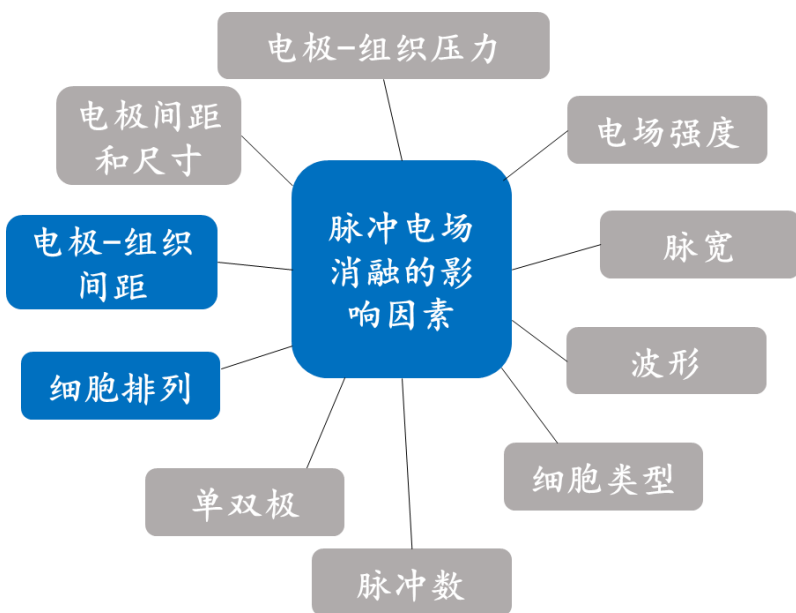 电极-组织压力
电极间距
和尺寸
电场强度
电极-组织
间距
脉冲电场
消融的影
响因素
脉宽
细胞排列
波形
单双极
细胞类型
脉冲数